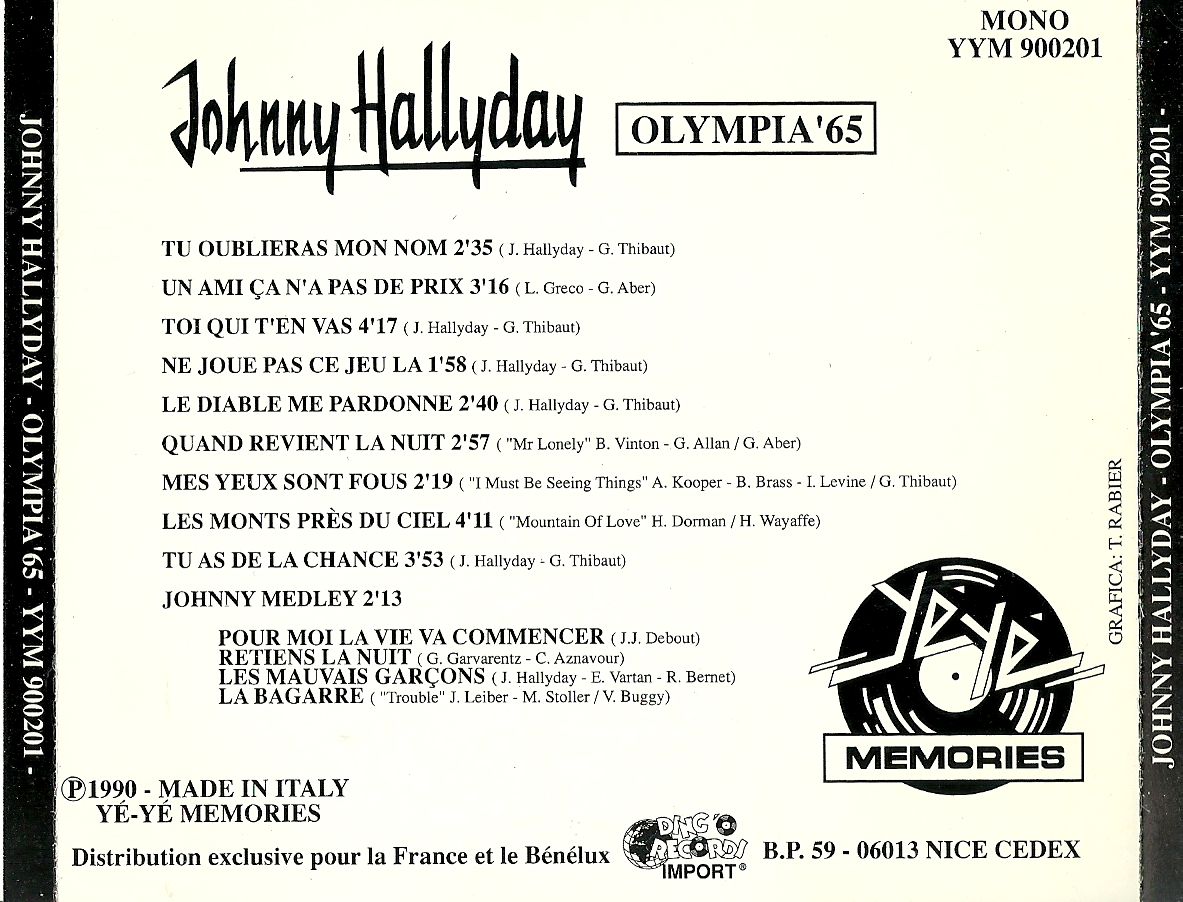 MONO
YYM 900201
Johnny Hallyday
OLYMPIA'65
TU OUBLIERAS MON NOM 2'35 ( J. Hallyday - G. Thibaut)
UN AMI ÇA N'A PAS DE PRIX 3'16 ( L. Greco - G. Aber)
TOI QUI T'EN VAS 4'17 ( J. Hallyday - G. Thibaut)
NE JOUE PAS CE JEU LA 1'58 ( J. Hallyday - G. Thibaut)
LE DIABLE ME PARDONNE 2'40 ( J. Hallyday - G. Thibaut)
QUAND REVIENT LA NUIT 2'57 ( "Mr Lonely" B. Vinton - G. Allan / G. Aber)
MES YEUX SONT FOUS 2'19 ( "I Must Be Seeing Things" A. Kooper - B. Brass - I. Levine / G. Thibaut)
LES MONTS PRÈS DU CIEL 4'11 ( "Mountain Of Love" H. Dorman / H. Wayaffe)
TU AS DE LA CHANCE 3'53 ( J. Hallyday - G. Thibaut)
JOHNNY MEDLEY 2'13
POUR MOI LA VIE VA COMMENCER ( J.J. Debout)
RETIENS LA NUIT ( G. Garvarentz - C. Aznavour)
LES MAUVAIS GARÇONS ( J. Hallyday - E. Vartan - R. Bernet)
LA BAGARRE ( "Trouble" J. Leiber - M. Stoller / V. Buggy)
YÉ YÉ
MEMORIES
GRAFICA: T. RABIER
Ⓟ1990 - MADE IN ITALY
YÉ-YÉ MEMORIES
Distribution exclusive pour la France et le Bénélux
DING'O
RECORDS
IMPORT®
B.P. 59 - 06013 NICE CEDEX
JOHNNY HALLYDAY - OLYMPIA'65 - YYM 900201 -
JOHNNY HALLYDAY - OLYMPIA'65 - YYM 900201 -